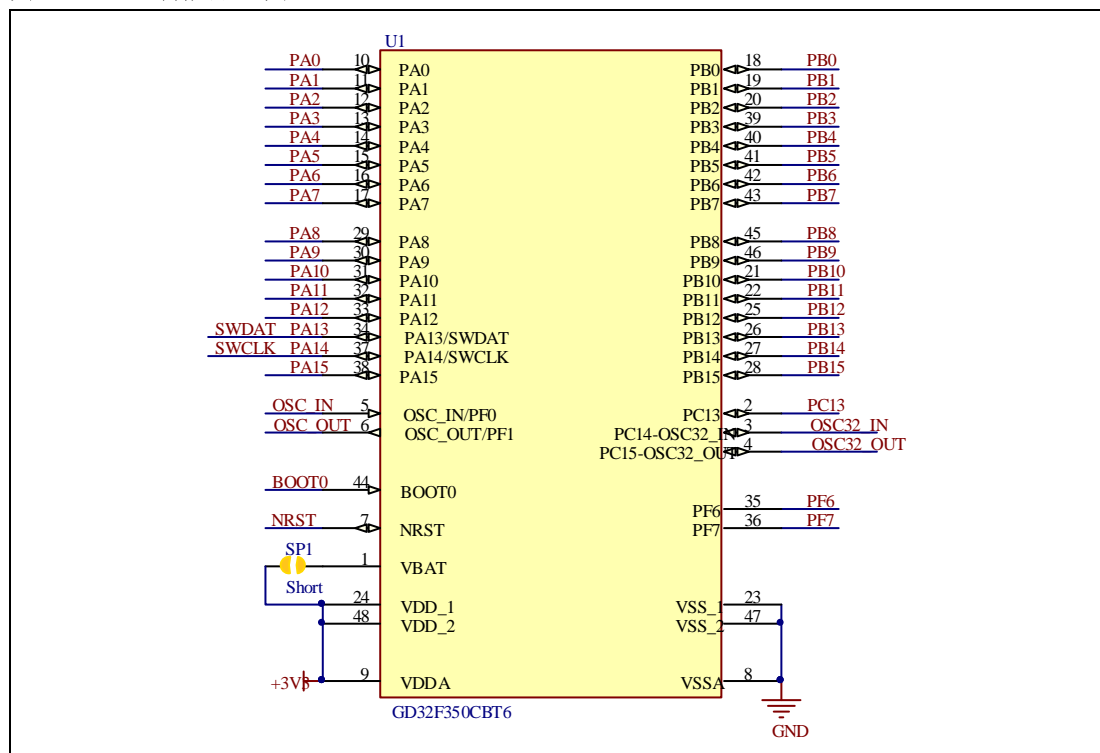 U1
PA0 10 PA0 PB0 18 PB0
PA1 11 PA1 PB1 19 PB1
PA2 12 PA2 PB2 20 PB2
PA3 13 PA3 PB3 39 PB3
PA4 14 PA4 PB4 40 PB4
PA5 15 PA5 PB5 41 PB5
PA6 16 PA6 PB6 42 PB6
PA7 17 PA7 PB7 43 PB7
PA8 29 PA8 PB8 45 PB8
PA9 30 PA9 PB9 46 PB9
PA10 31 PA10 PB10 21 PB10
PA11 32 PA11 PB11 22 PB11
PA12 33 PA12 PB12 25 PB12
SWDAT PA13 34 PA13/SWDAT PB13 26 PB13
SWCLK PA14 37 PA14/SWCLK PB14 27 PB14
PA15 38 PA15 PB15 28 PB15
OSC_IN 5 OSC_IN/PF0 PC13 2 PC13
OSC_OUT 6 OSC_OUT/PF1 PC14-OSC32_IN 3 OSC32_IN
PC15-OSC32_OUT 4 OSC32_OUT
BOOT0 44 BOOT0
PF6 35 PF6
NRST 7 NRST PF7 36 PF7
SP1 1 VBAT
Short
24 VDD_1 VSS_1 23
48 VDD_2 VSS_2 47
+3V3 9 VDDA VSSA 8
GD32F350CBT6
GND